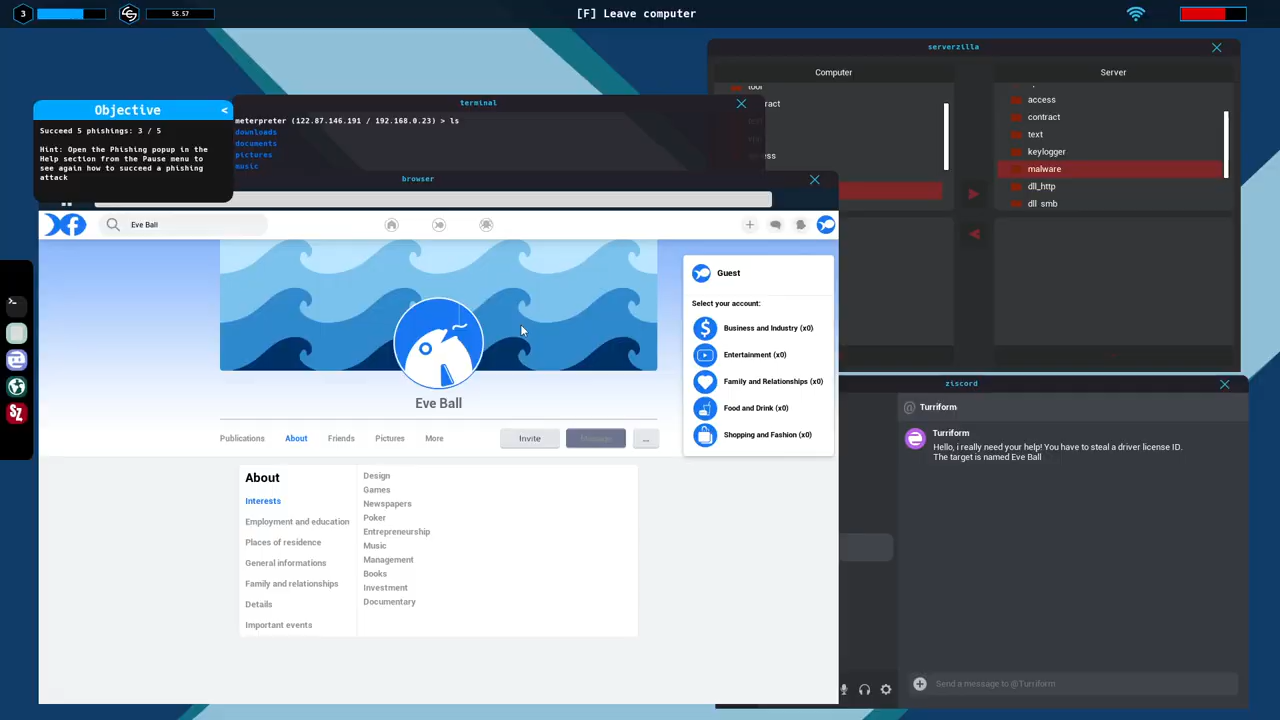 3
55.57
[F] Leave computer
serverzilla
Computer
Server
access
contract
text
keylogger
malware
dll_http
dll_smb
Objective
<
Succeed 5 phishings: 3 / 5
Hint: Open the Phishing popup in the
Help section from the Pause menu to
see again how to succeed a phishing
attack
terminal
meterpreter (122.87.146.191 / 192.168.0.23) > ls
downloads
documents
pictures
music
browser
Eve Ball
Guest
Select your account:
Business and Industry (x0)
Entertainment (x0)
Family and Relationships (x0)
Food and Drink (x0)
Shopping and Fashion (x0)
Eve Ball
Publications
About
Friends
Pictures
More
Invite
Message
...
About
Interests
Employment and education
Places of residence
General informations
Family and relationships
Details
Important events
Design
Games
Newspapers
Poker
Entrepreneurship
Music
Management
Books
Investment
Documentary
ziscord
@ Turriform
Turriform
Hello, i really need your help! You have to steal a driver license ID.
The target is named Eve Ball
Send a message to @Turriform